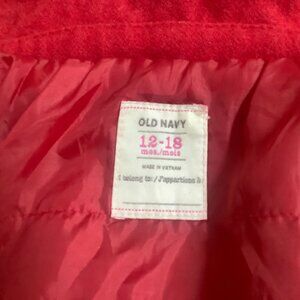 OLD NAVY
12-18
mos./mois
MADE IN VIETNAM
I belong to:/J'appartiens à: